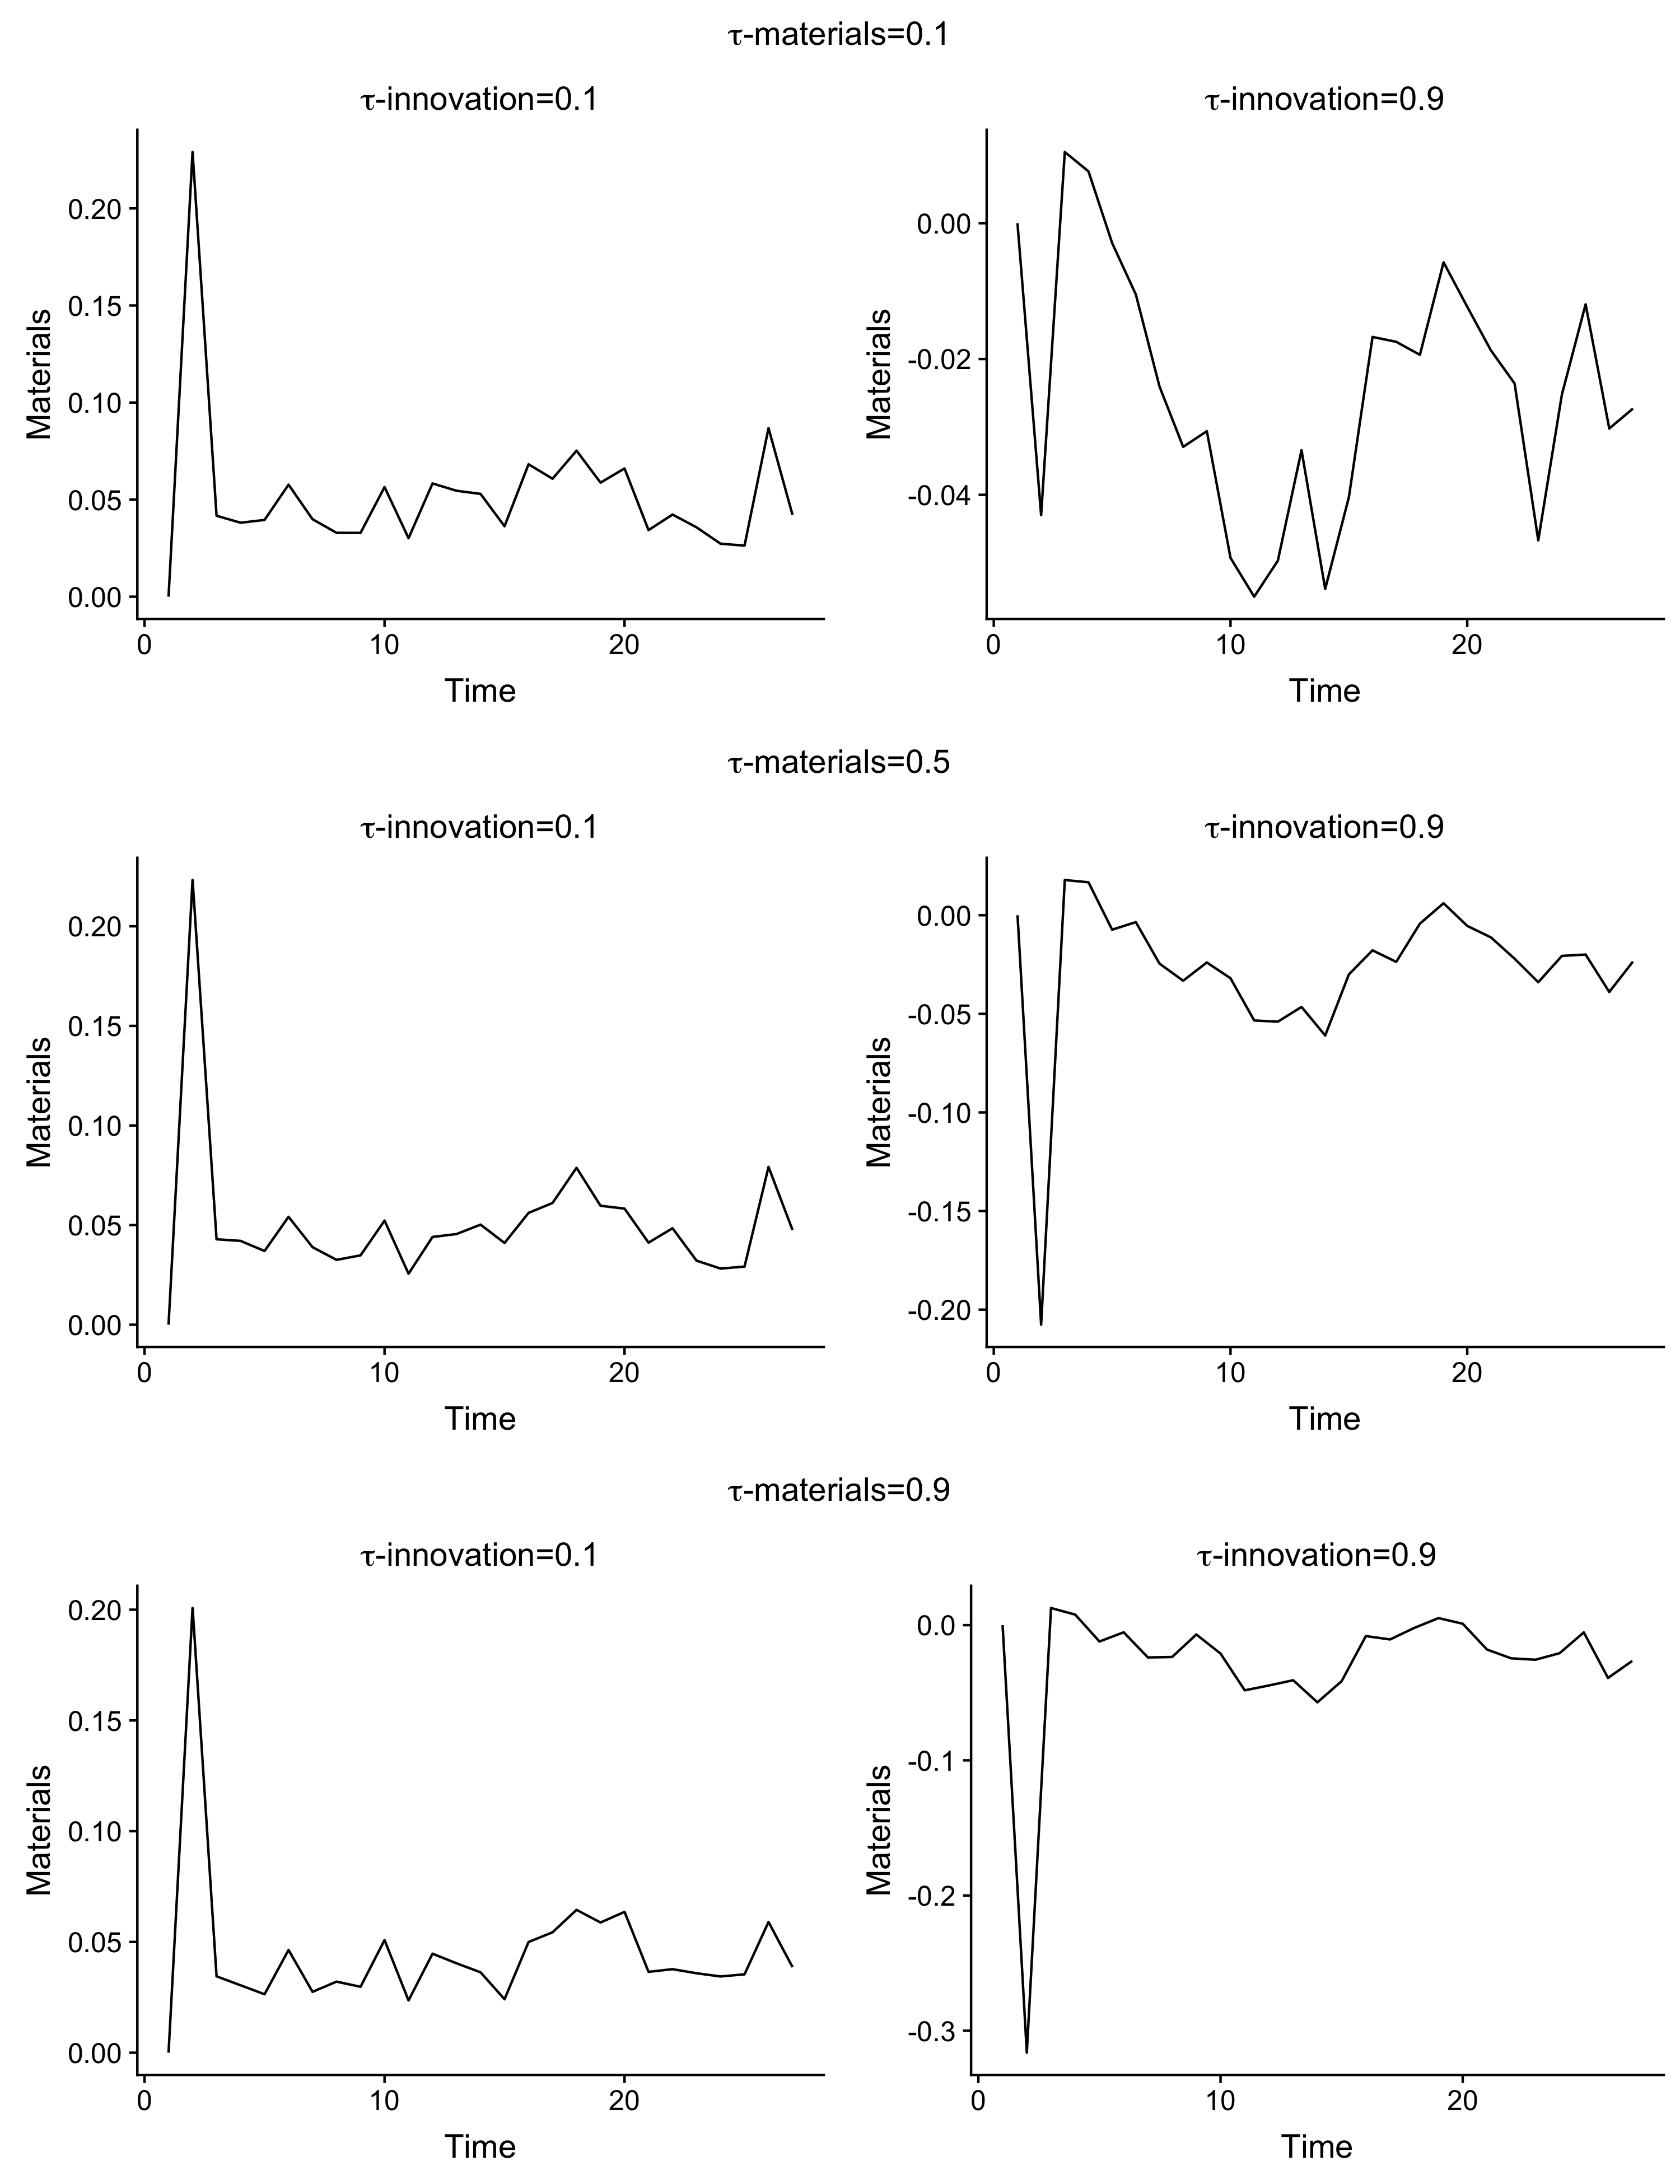 τ-materials=0.1
τ-innovation=0.1
τ-innovation=0.9
Materials
0.20
0.15
0.10
0.05
0.00
0
10
20
Time
Materials
0.00
-0.02
-0.04
0
10
20
Time
τ-materials=0.5
τ-innovation=0.1
τ-innovation=0.9
Materials
0.20
0.15
0.10
0.05
0.00
0
10
20
Time
Materials
0.00
-0.05
-0.10
-0.15
-0.20
0
10
20
Time
τ-materials=0.9
τ-innovation=0.1
τ-innovation=0.9
Materials
0.20
0.15
0.10
0.05
0.00
0
10
20
Time
Materials
0.0
-0.1
-0.2
-0.3
0
10
20
Time